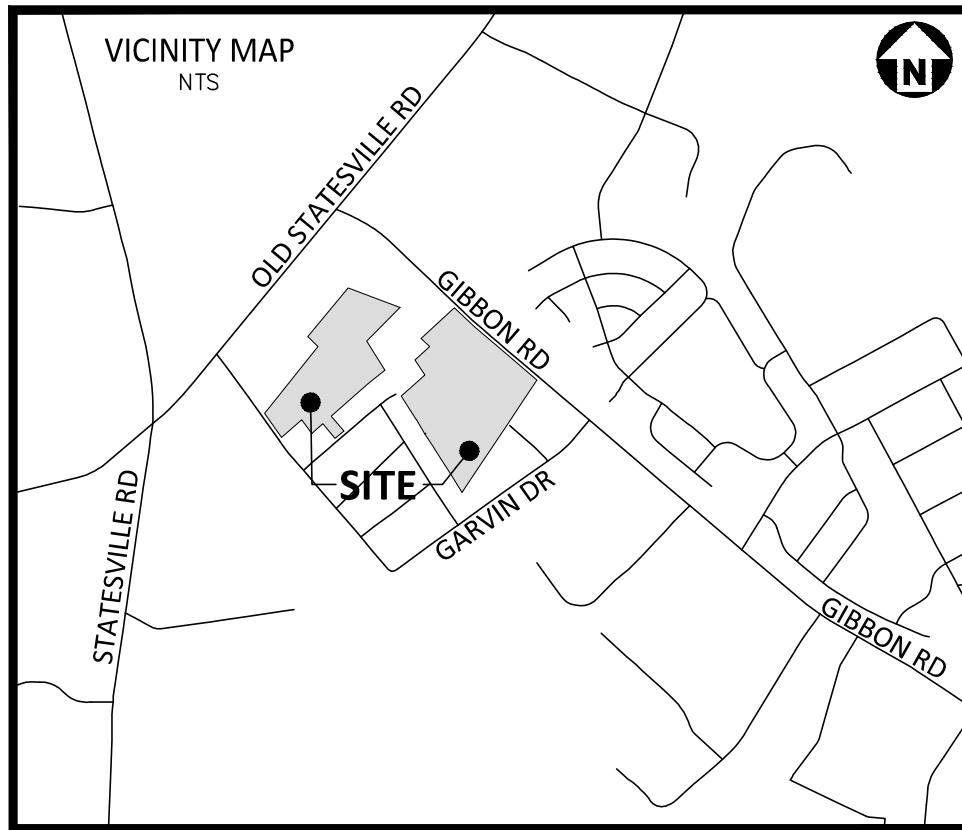 VICINITY MAP
NTS
N
OLD STATESVILLE RD
GIBBON RD
SITE
GARVIN DR
STATESVILLE RD
GIBBON RD